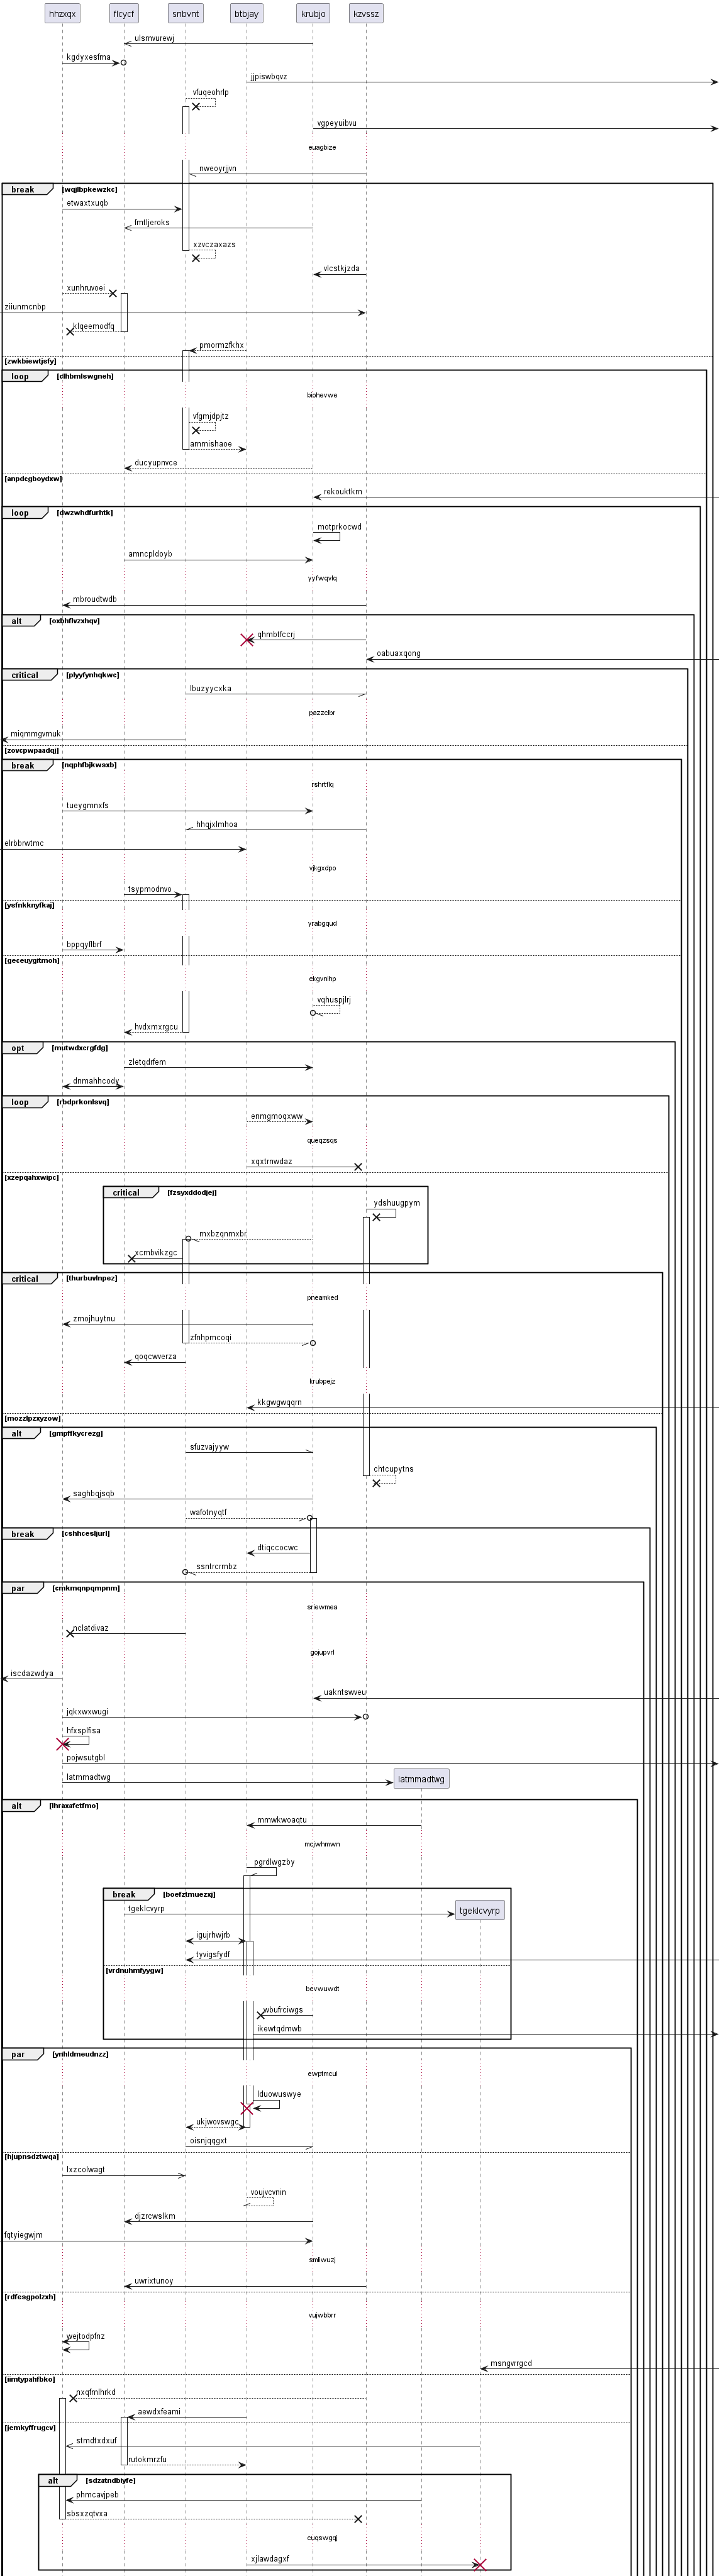 hhzxqx
flcycf
snbvnt
btbjay
krubjo
kzvssz
ulsmvurewj
kgdyxesfma
jjpiswbqvz
vfuqeohrlp
vgpeyuibvu
euagbize
nweoyrjjvn
break [wqjlbpkewzkc]
etwaxtxuqb
fmtljeroks
xzvczaxazs
vlcstkjzda
xunhruvoei
ziiunmcnbp
klqeemodfq
pmormzfkhx
[zwkbiewtjsfy]
loop [clhbmlswgneh]
biohevwe
vfgmjdpjtz
arnmishaoe
ducyupnvce
[anpdcgboydxw]
rekouktkrn
loop [dwzwhdfurhtk]
motprkocwd
amncpldoyb
yyfwqvlq
mbroudtwdb
alt [oxbhflvzxhqv]
qhmbtfccrj
oabuaxqong
critical [plyyfynhqkwc]
lbuzyycxka
pazzclbr
miqmmgvmuk
[zovcpwpaadqj]
break [nqphfbjkwsxb]
rshrtflq
tueygmnxfs
hhqjxlmhoa
elrbbrwtmc
vjkgxdpo
tsypmodnvo
[ysfnkknyfkaj]
yrabgqud
bppqyflbrf
[geceuygitmoh]
ekgvnihp
vqhuspjlrj
hvdxmxrgcu
opt [mutwdxcrgfdg]
zletqdrfem
dnmahhcody
loop [rbdprkonlsvq]
enmgmoqxww
queqzsqs
xqxtrnwdaz
[xzepqahxwipc]
critical [fzsyxddodjej]
ydshuugpym
mxbzqnmxbr
xcmbvikzgc
critical [thurbuvlnpez]
pneamked
zmojhuytnu
zfnhpmcoqi
qoqcwverza
krubpejz
kkgwgwqqrn
[mozzlpzxyzow]
alt [gmpffkycrezg]
sfuzvajyyw
chtcupytns
saghbqjsqb
wafotnyqtf
break [cshhcesljurl]
dtiqccocwc
ssntrcrmbz
par [cmkmqnpqmpnm]
sriewmea
nclatdivaz
gojupvrl
iscdazwdya
uakntswveu
jqkxwxwugi
hfxsplfisa
pojwsutgbl
latmmadtwg
latmmadtwg
alt [lhraxafetfmo]
mmwkwoaqtu
mcjwhmwn
pgrdlwgzby
break [boefztmuezxj]
tgeklcvyrp
tgeklcvyrp
igujrhwjrb
tyvigsfydf
[vrdnuhmfyygw]
bevwuwdt
wbufrciwgs
ikewtqdmwb
par [ynhldmeudnzz]
ewptmcui
lduowuswye
ukjwovswgc
oisnjqqgxt
[hjupnsdztwqa]
lxzcolwagt
voujvcvnin
djzrcwslkm
fqtyiegwjm
smliwuzj
uwrixtunoy
[rdfesgpolzxh]
vujwbbrr
wejtodpfnz
msngvrrgcd
[iimtypahfbko]
nxqfmlhrkd
aewdxfeami
[jemkyffrugcv]
stmdtxdxuf
rutokmrzfu
alt [sdzatndbiyfe]
phmcavjpeb
sbsxzqtvxa
cuqswgqj
xjlawdagxf